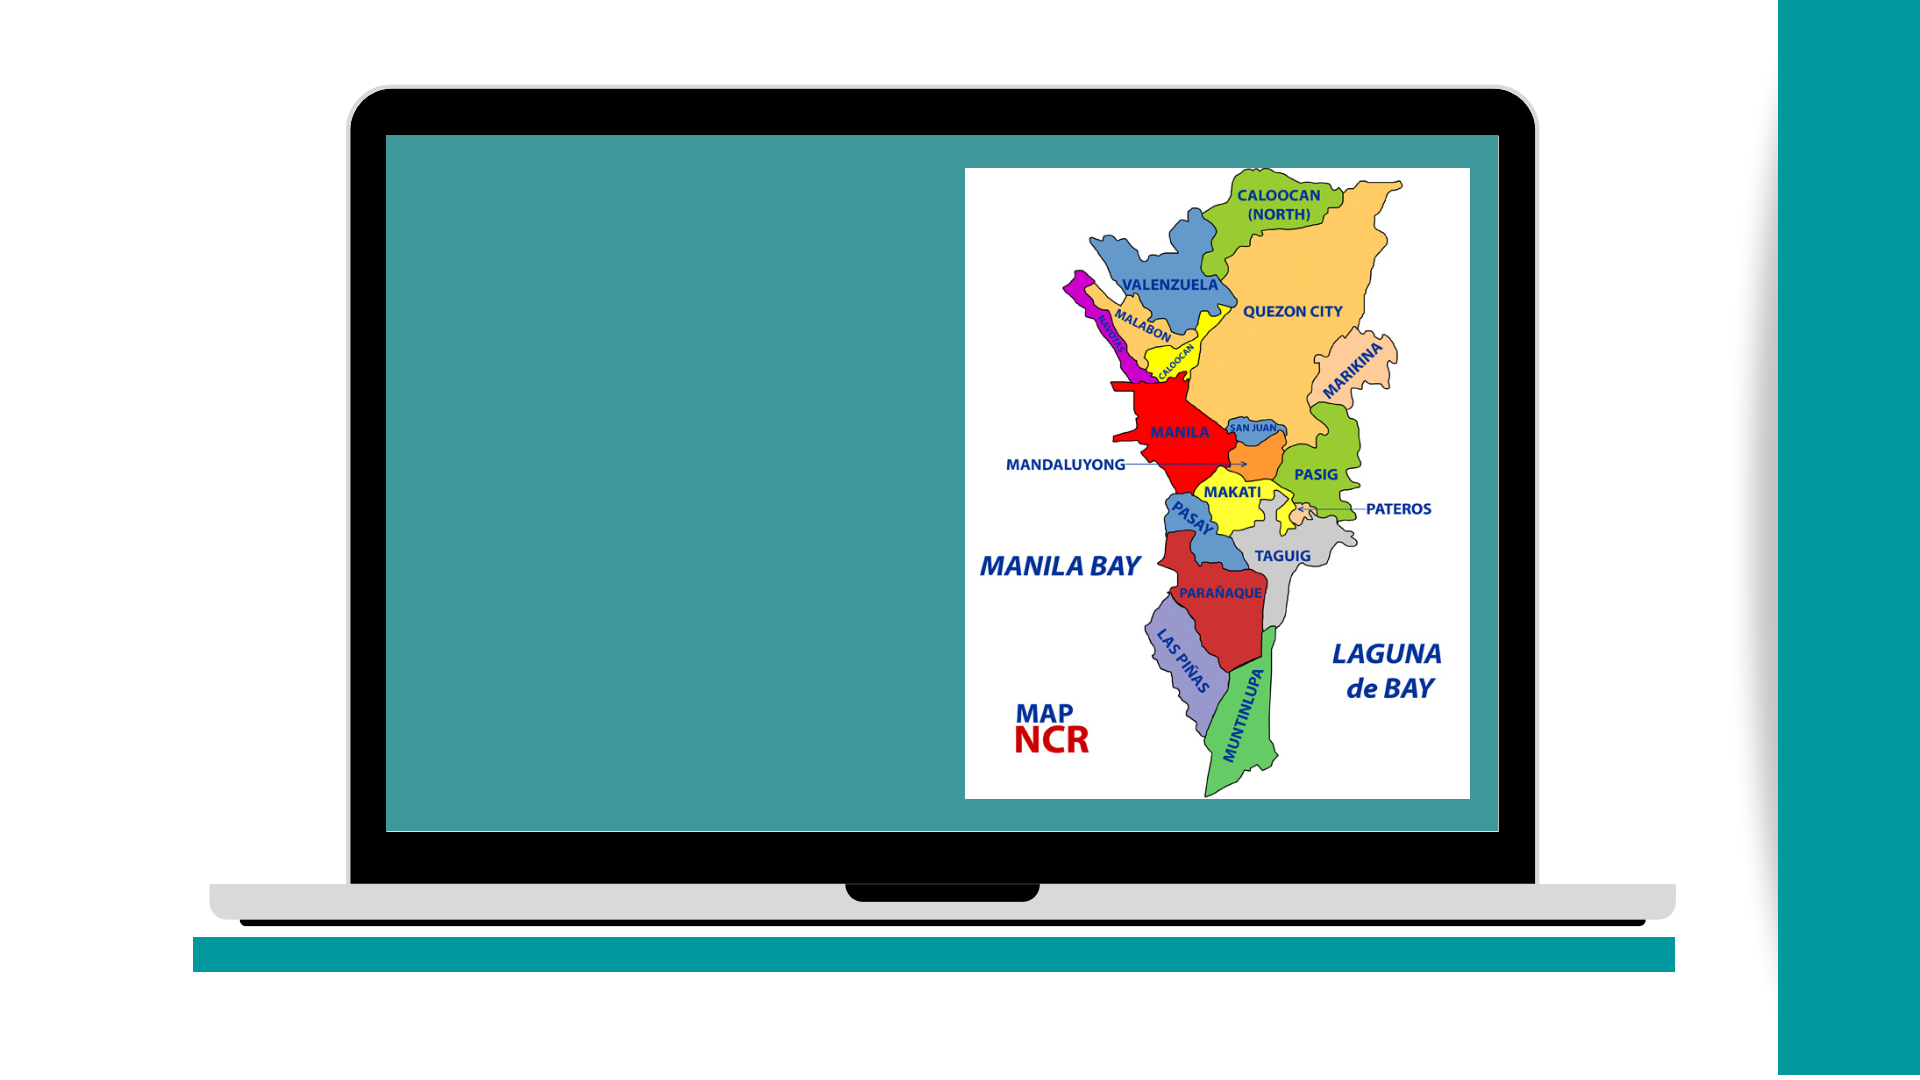 CALOOCAN
(NORTH)
VALENZUELA
QUEZON CITY
MALABON
NAVOTAS
CALOOCAN
MARIKINA
SAN JUAN
MANILA
MANDALUYONG
PASIG
MAKATI
PATEROS
PASAY
TAGUIG
MANILA BAY
PARAÑAQUE
LAS PIÑAS
LAGUNA
de BAY
MUNTINLUPA
MAP
NCR